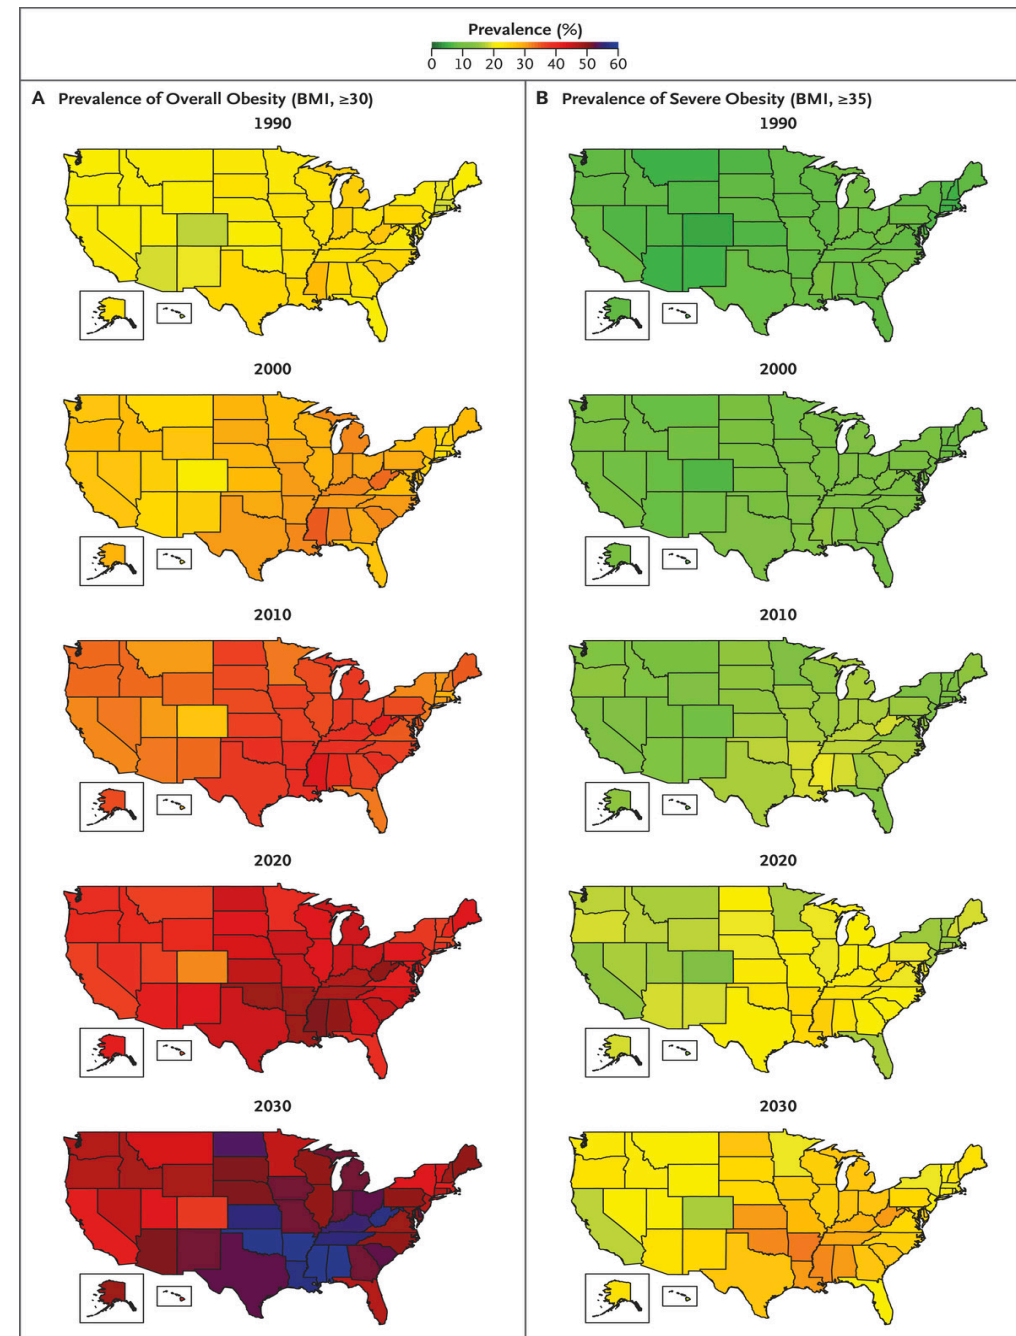 Prevalence (%)
0 10 20 30 40 50 60
A Prevalence of Overall Obesity (BMI, ≥30)
1990
2000
2010
2020
2030
B Prevalence of Severe Obesity (BMI, ≥35)
1990
2000
2010
2020
2030